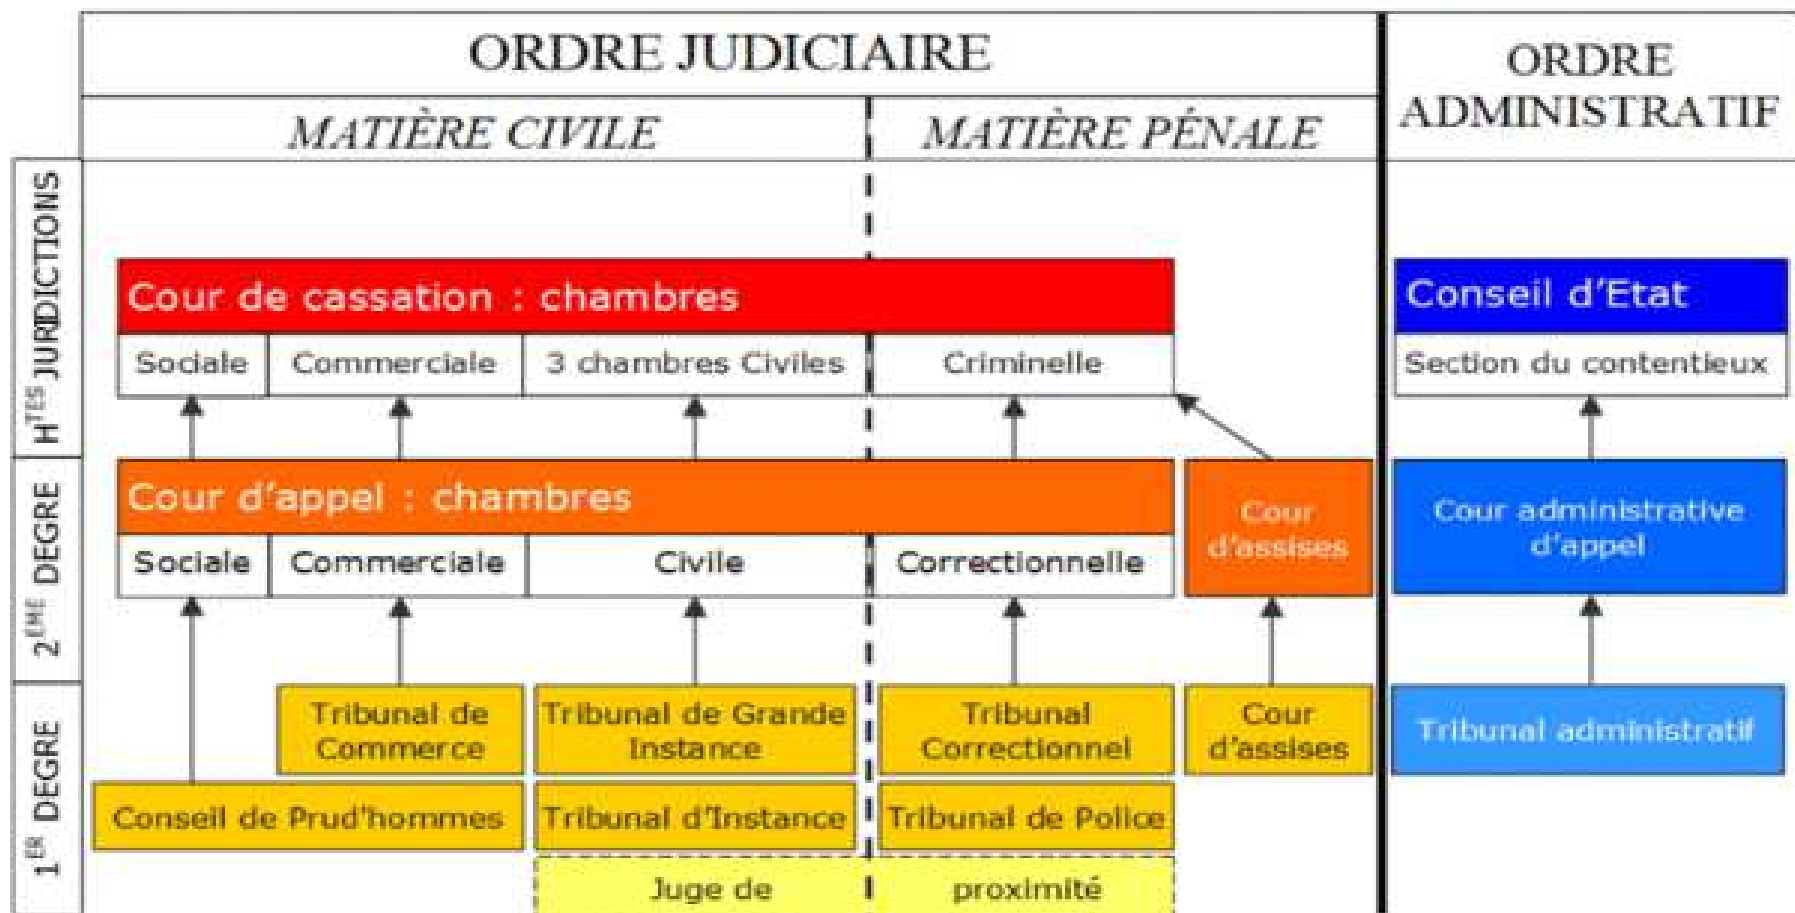 ORDRE JUDICIAIRE
ORDRE
ADMINISTRATIF
MATIÈRE CIVILE
MATIÈRE PÉNALE
HTES JURIDICTIONS
Cour de cassation : chambres
Sociale
Commerciale
3 chambres Civiles
Criminelle
Conseil d'Etat
Section du contentieux
2ÈME DEGRE
Cour d'appel : chambres
Sociale
Commerciale
Civile
Correctionnelle
Cour
d'assises
Cour administrative
d'appel
1ER DEGRE
Tribunal de
Commerce
Tribunal de Grande
Instance
Tribunal
Correctionnel
Cour
d'assises
Tribunal administratif
Conseil de Prud'hommes
Tribunal d'Instance
Tribunal de Police
Juge de proximité